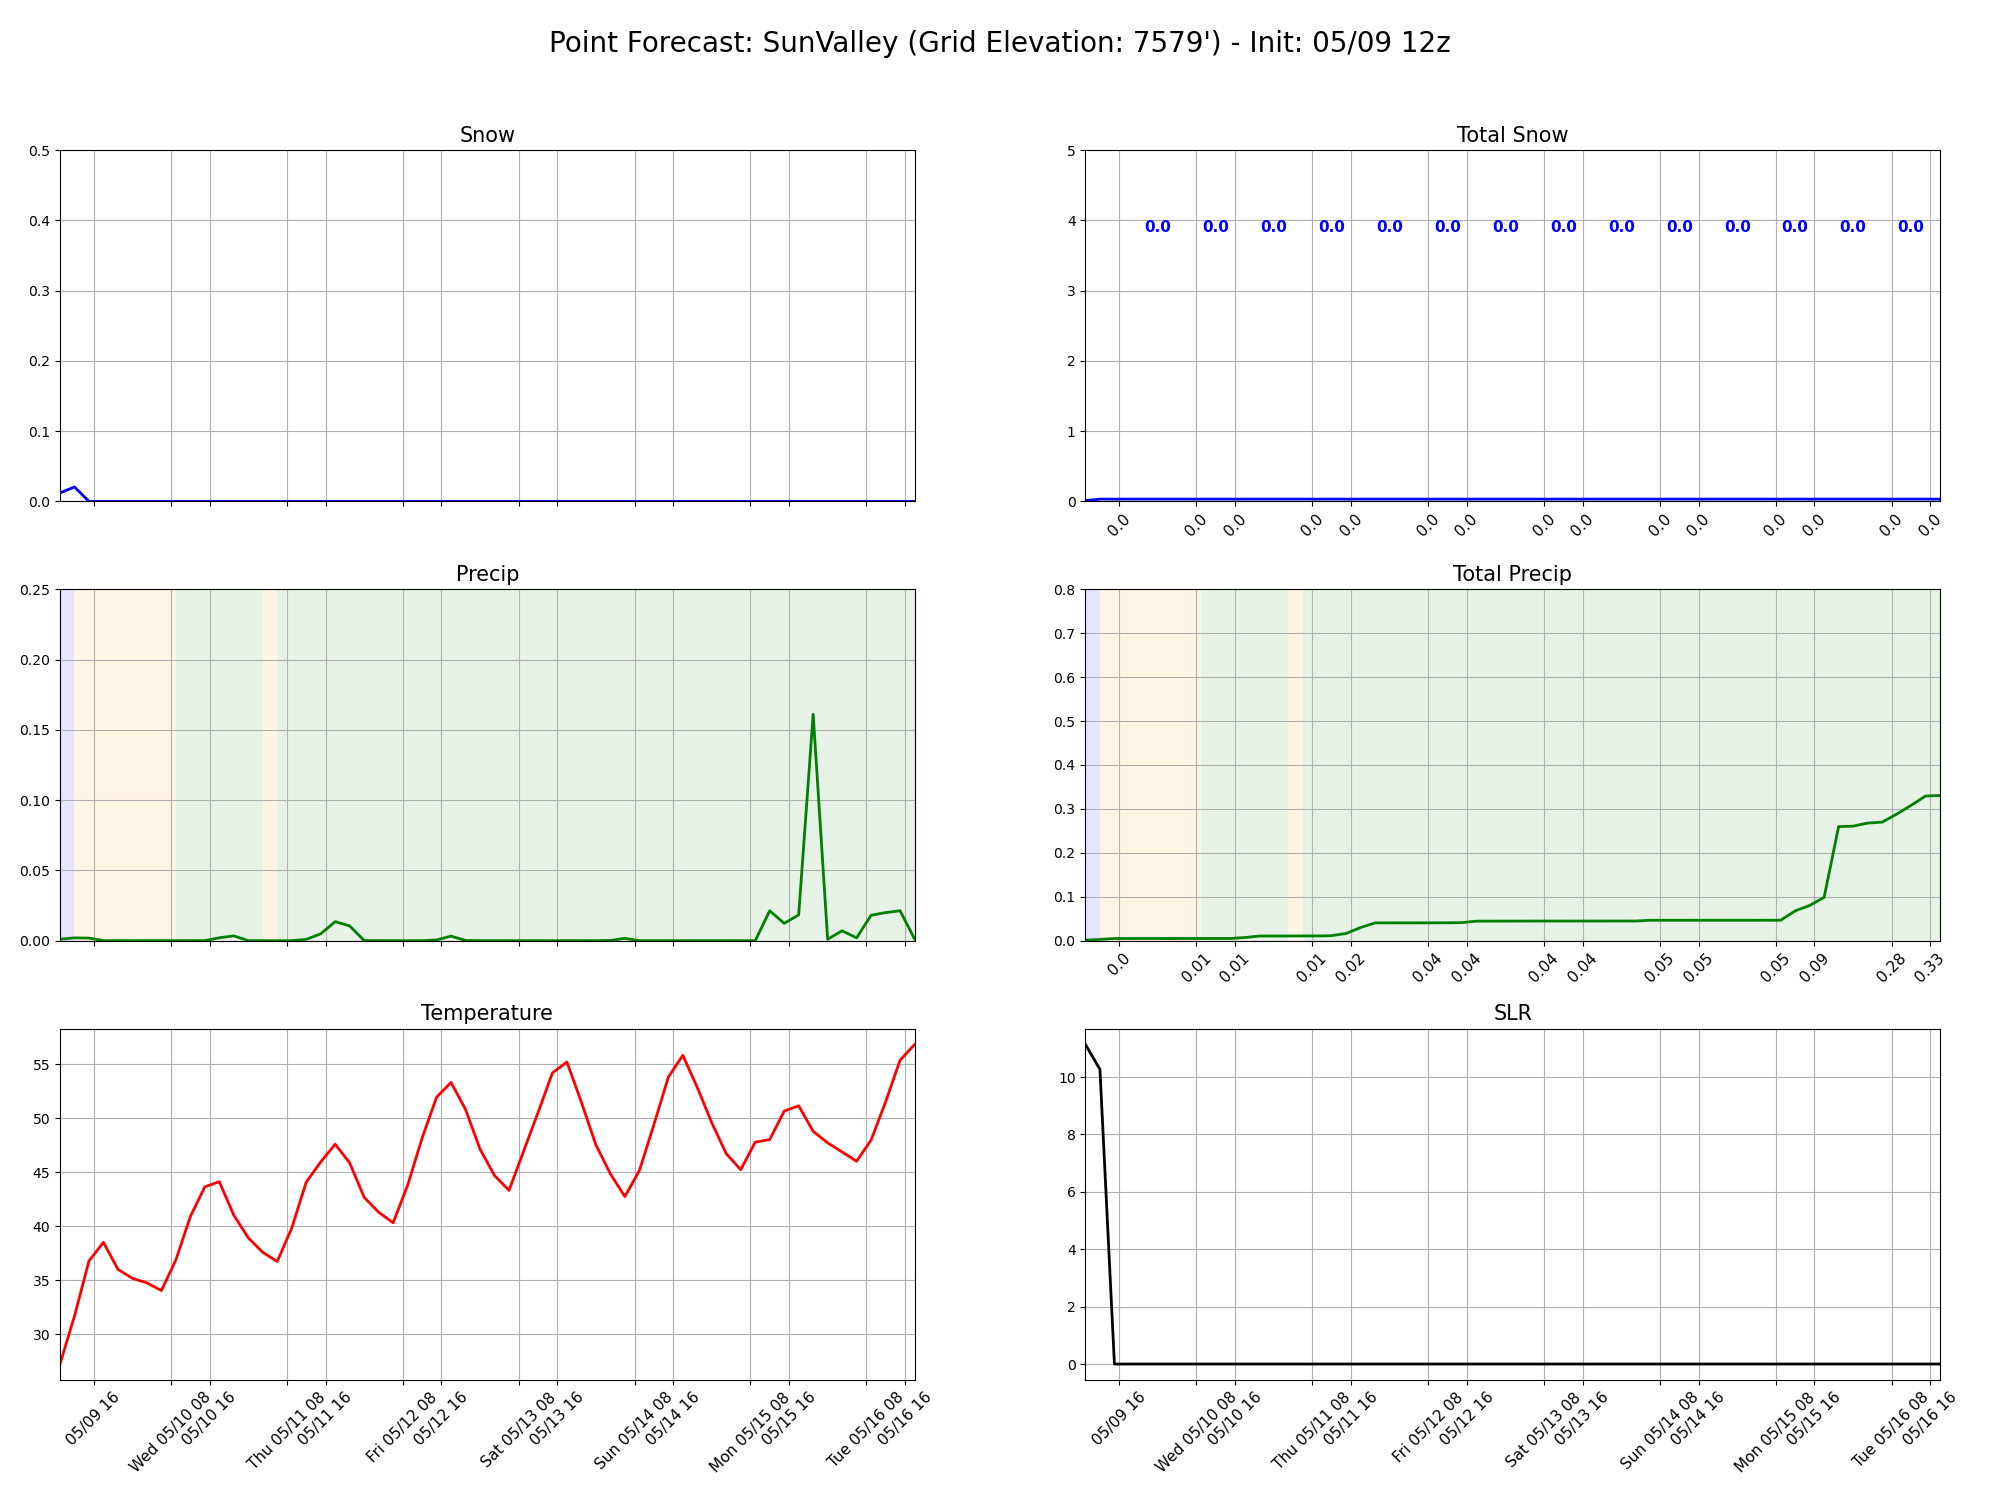 Point Forecast: SunValley (Grid Elevation: 7579') - Init: 05/09 12z
Snow
0.5
0.4
0.3
0.2
0.1
0.0
Total Snow
5
4
3
2
1
0
0.0 0.0 0.0 0.0 0.0 0.0 0.0 0.0 0.0 0.0 0.0 0.0 0.0 0.0
0.0 0.0 0.0 0.0 0.0 0.0 0.0 0.0 0.0 0.0 0.0 0.0 0.0 0.0 0.0
Precip
0.25
0.20
0.15
0.10
0.05
0.00
Total Precip
0.8
0.7
0.6
0.5
0.4
0.3
0.2
0.1
0.0
0.0 0.01 0.01 0.01 0.02 0.04 0.04 0.04 0.04 0.05 0.05 0.05 0.09 0.28 0.33
Temperature
55
50
45
40
35
30
05/09 16
Wed 05/10 08
05/10 16
Thu 05/11 08
05/11 16
Fri 05/12 08
05/12 16
Sat 05/13 08
05/13 16
Sun 05/14 08
05/14 16
Mon 05/15 08
05/15 16
Tue 05/16 08
05/16 16
SLR
10
8
6
4
2
0
05/09 16
Wed 05/10 08
05/10 16
Thu 05/11 08
05/11 16
Fri 05/12 08
05/12 16
Sat 05/13 08
05/13 16
Sun 05/14 08
05/14 16
Mon 05/15 08
05/15 16
Tue 05/16 08
05/16 16